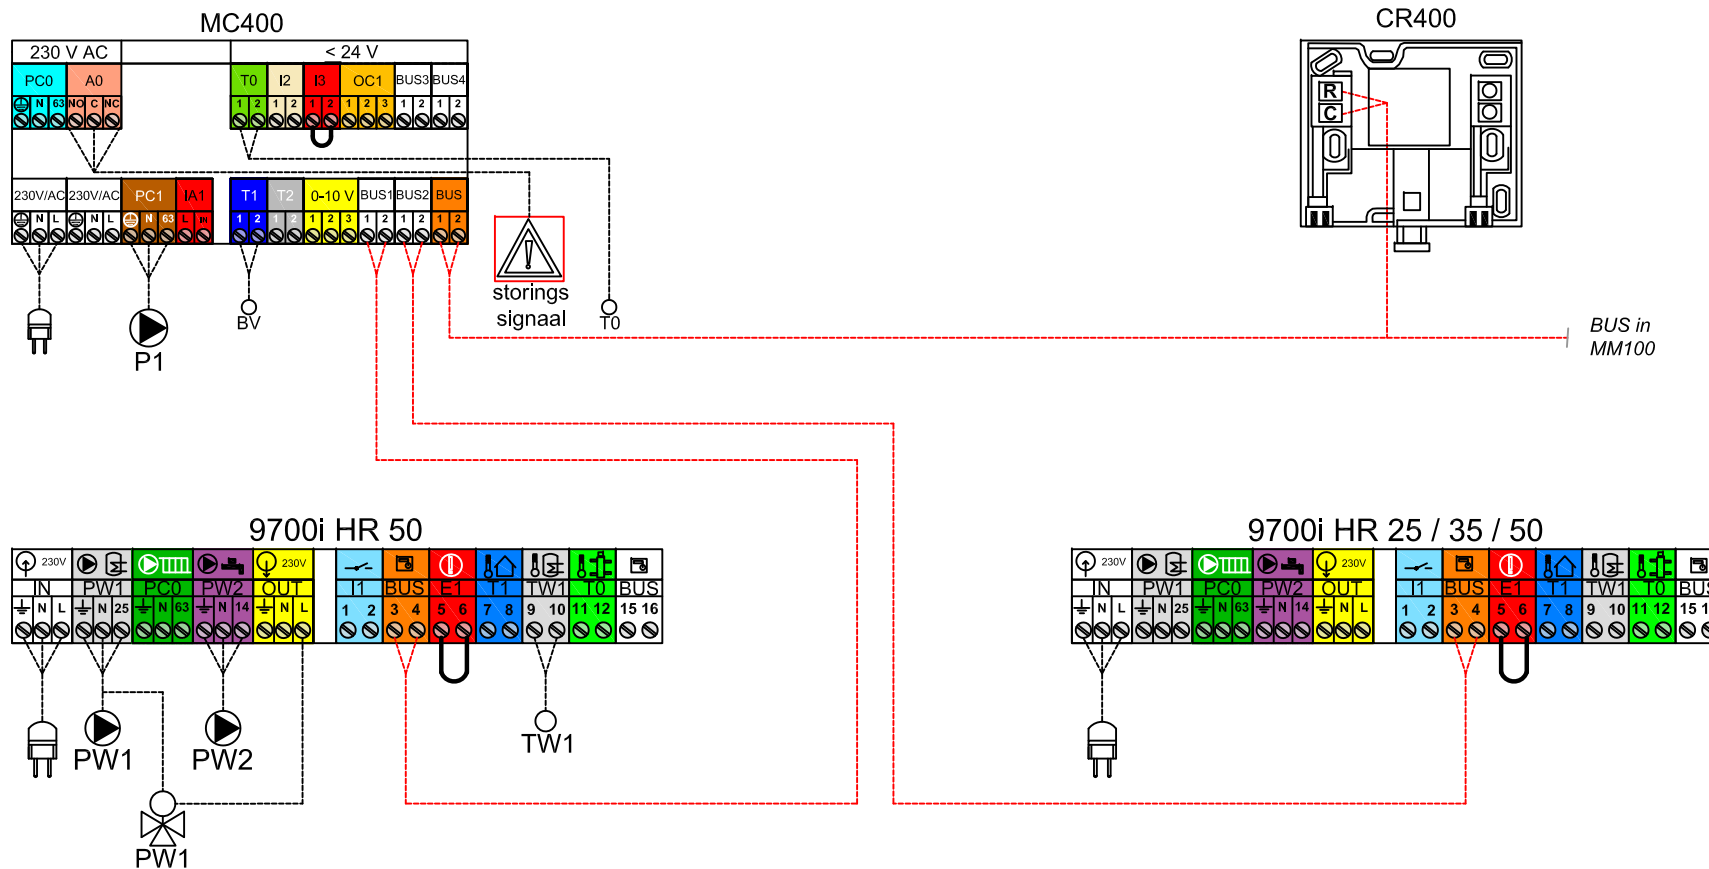 MC400
CR400
230 V AC < 24 V
PC0 A0 T0 I2 I3 OC1 BUS3 BUS4
N 63 NO C NC 1 2 1 2 1 2 1 2 3 1 2 1 2
R
C
230V/AC 230V/AC PC1 IA1 T1 T2 0-10 V BUS1 BUS2 BUS
N L N L N 63 L IN 1 2 1 2 1 2 3 1 2 1 2 1 2
storings
signaal
BV
T0
P1
BUS in
MM100
9700i HR 50
230V 230V
IN PW1 PC0 PW2 OUT I1 BUS E1 T1 TW1 T0 BUS
N L N 25 N 63 N 14 N L 1 2 3 4 5 6 7 8 9 10 11 12 15 16
PW1
PW2
TW1
PW1
9700i HR 25 / 35 / 50
230V 230V
IN PW1 PC0 PW2 OUT I1 BUS E1 T1 TW1 T0 BUS
N L N 25 N 63 N 14 N L 1 2 3 4 5 6 7 8 9 10 11 12 15 1